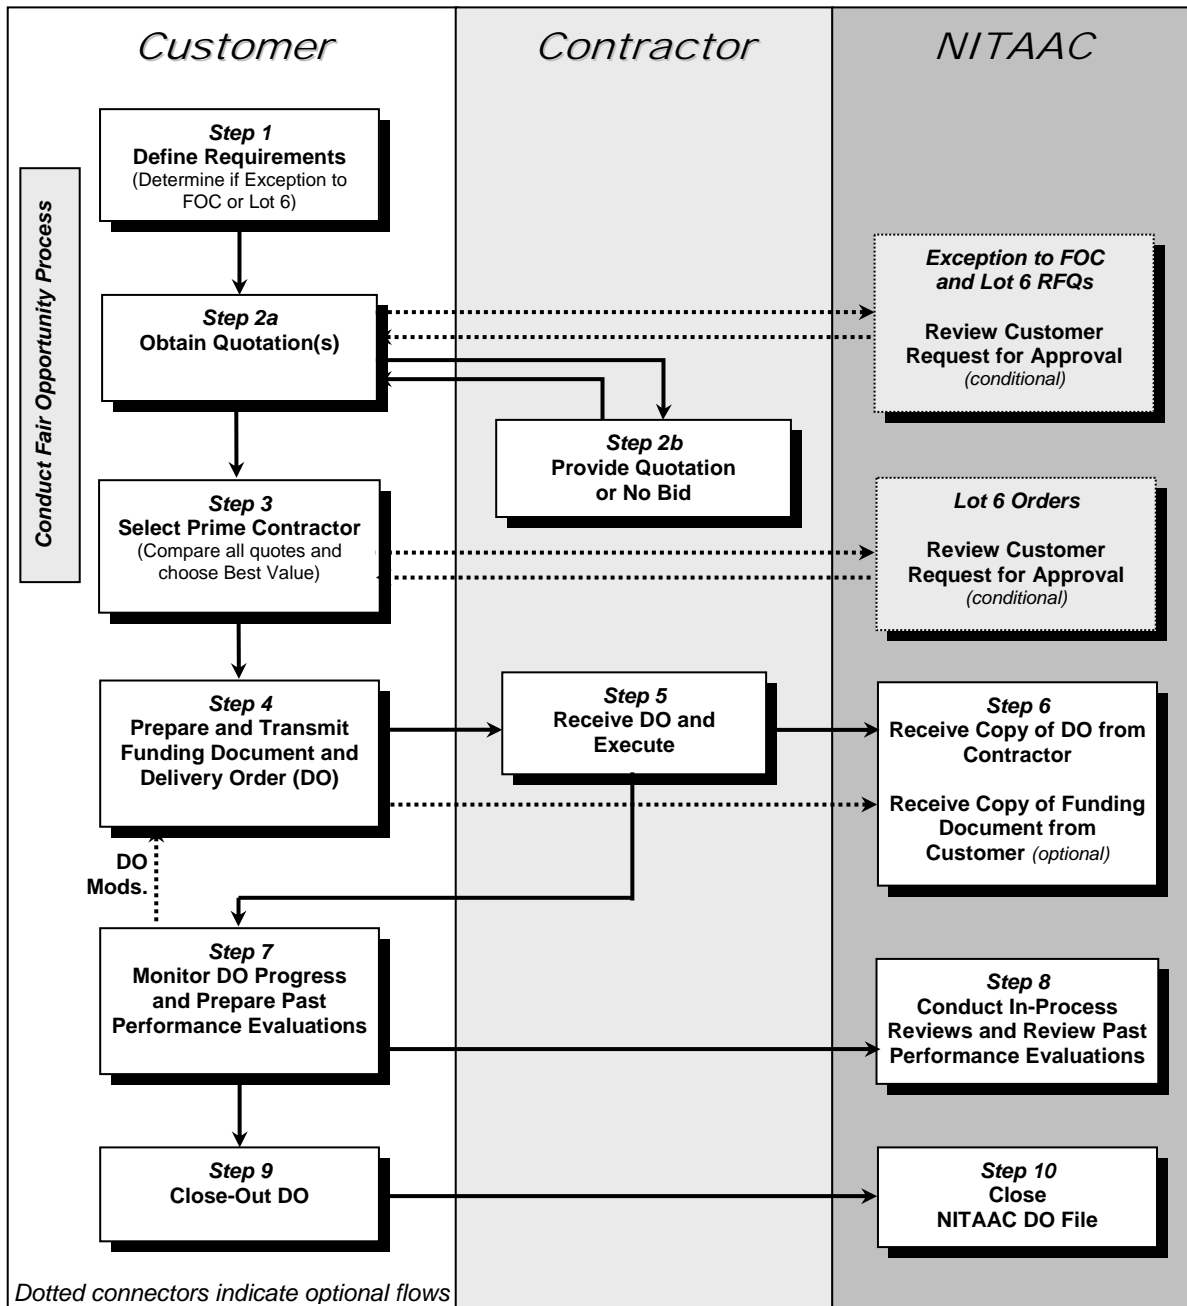 Customer
Contractor
NITAAC
Conduct Fair Opportunity Process
Step 1
Define Requirements
(Determine if Exception to
FOC or Lot 6)
Step 2a
Obtain Quotation(s)
Exception to FOC
and Lot 6 RFQs
Review Customer
Request for Approval
(conditional)
Step 2b
Provide Quotation
or No Bid
Step 3
Select Prime Contractor
(Compare all quotes and
choose Best Value)
Lot 6 Orders
Review Customer
Request for Approval
(conditional)
Step 4
Prepare and Transmit
Funding Document and
Delivery Order (DO)
Step 5
Receive DO and
Execute
Step 6
Receive Copy of DO from
Contractor
Receive Copy of Funding
Document from
Customer (optional)
DO
Mods.
Step 7
Monitor DO Progress
and Prepare Past
Performance Evaluations
Step 8
Conduct In-Process
Reviews and Review Past
Performance Evaluations
Step 9
Close-Out DO
Step 10
Close
NITAAC DO File
Dotted connectors indicate optional flows